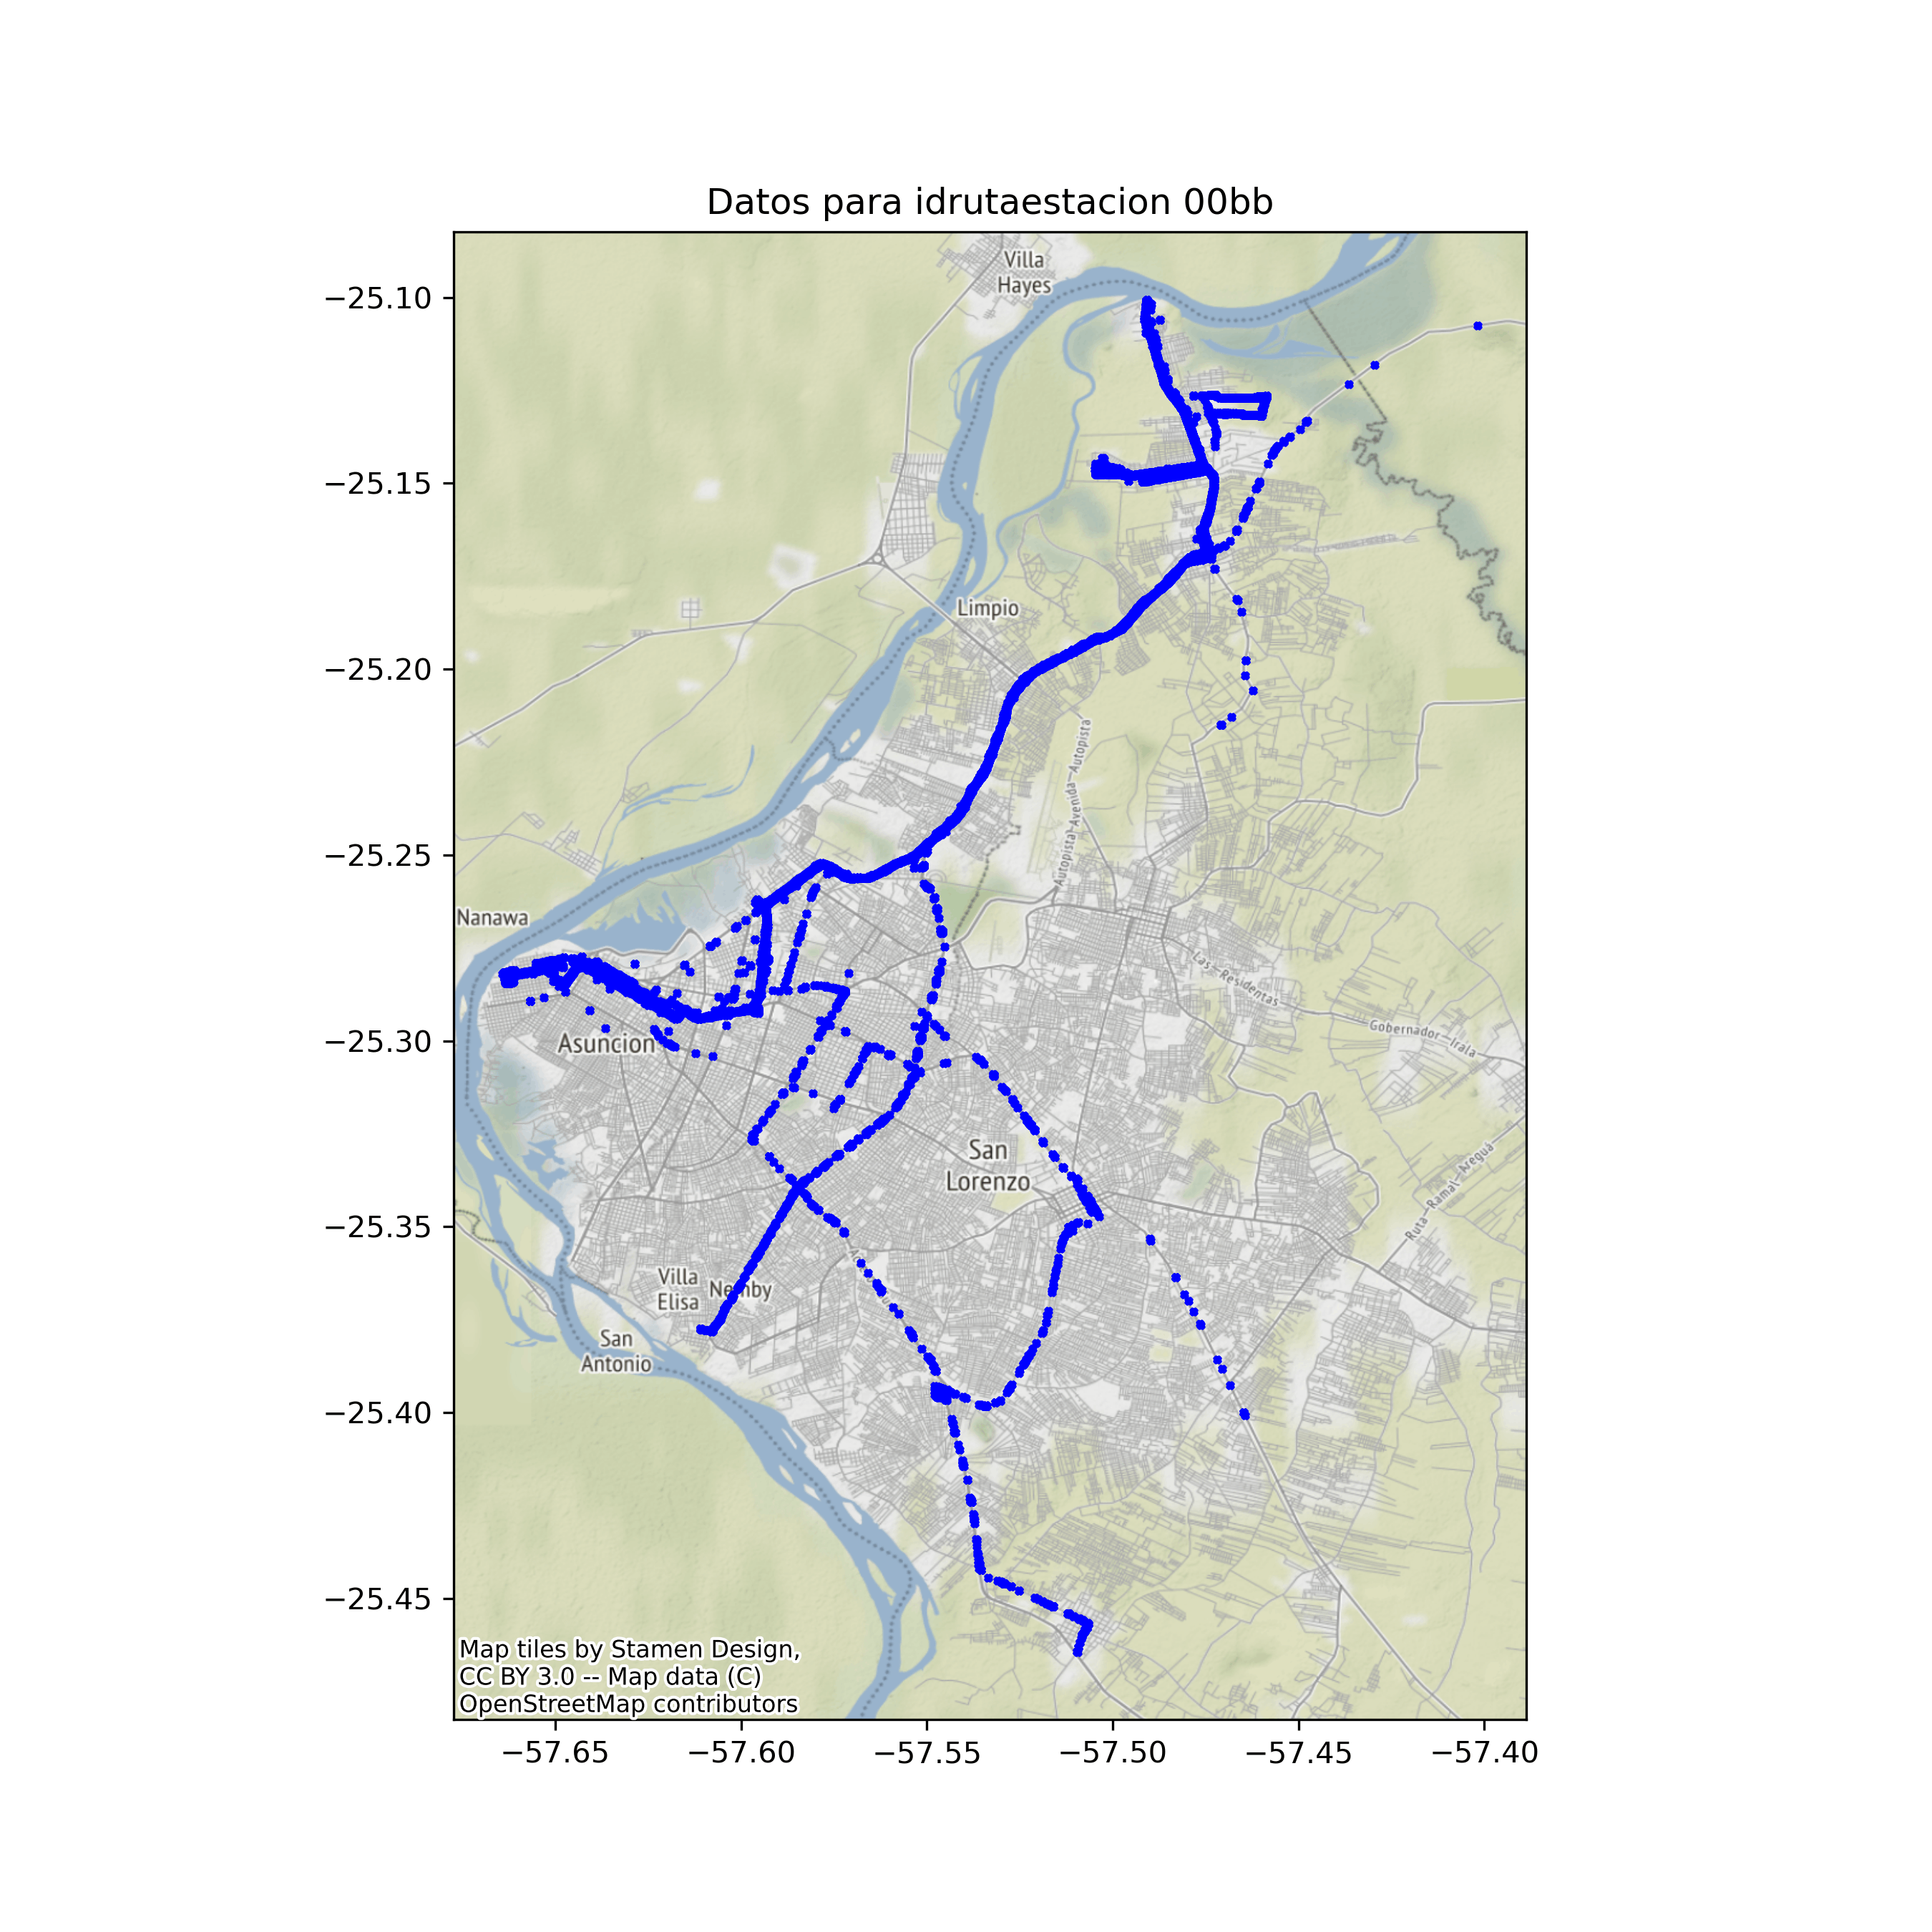 Datos para idrutaestacion 00bb
−25.10
−25.15
−25.20
−25.25
−25.30
−25.35
−25.40
−25.45
Villa
Hayes
Limpio
Autopista-Avenida-Autopista
Nanawa
Las-Residentas
Gobernador-Irala
Asuncion
San
Lorenzo
Ruta-Ramal-Aregua
Villa
Elisa
San
Antonio
Map tiles by Stamen Design,
CC BY 3.0 -- Map data (C)
OpenStreetMap contributors
−57.65
−57.60
−57.55
−57.50
−57.45
−57.40